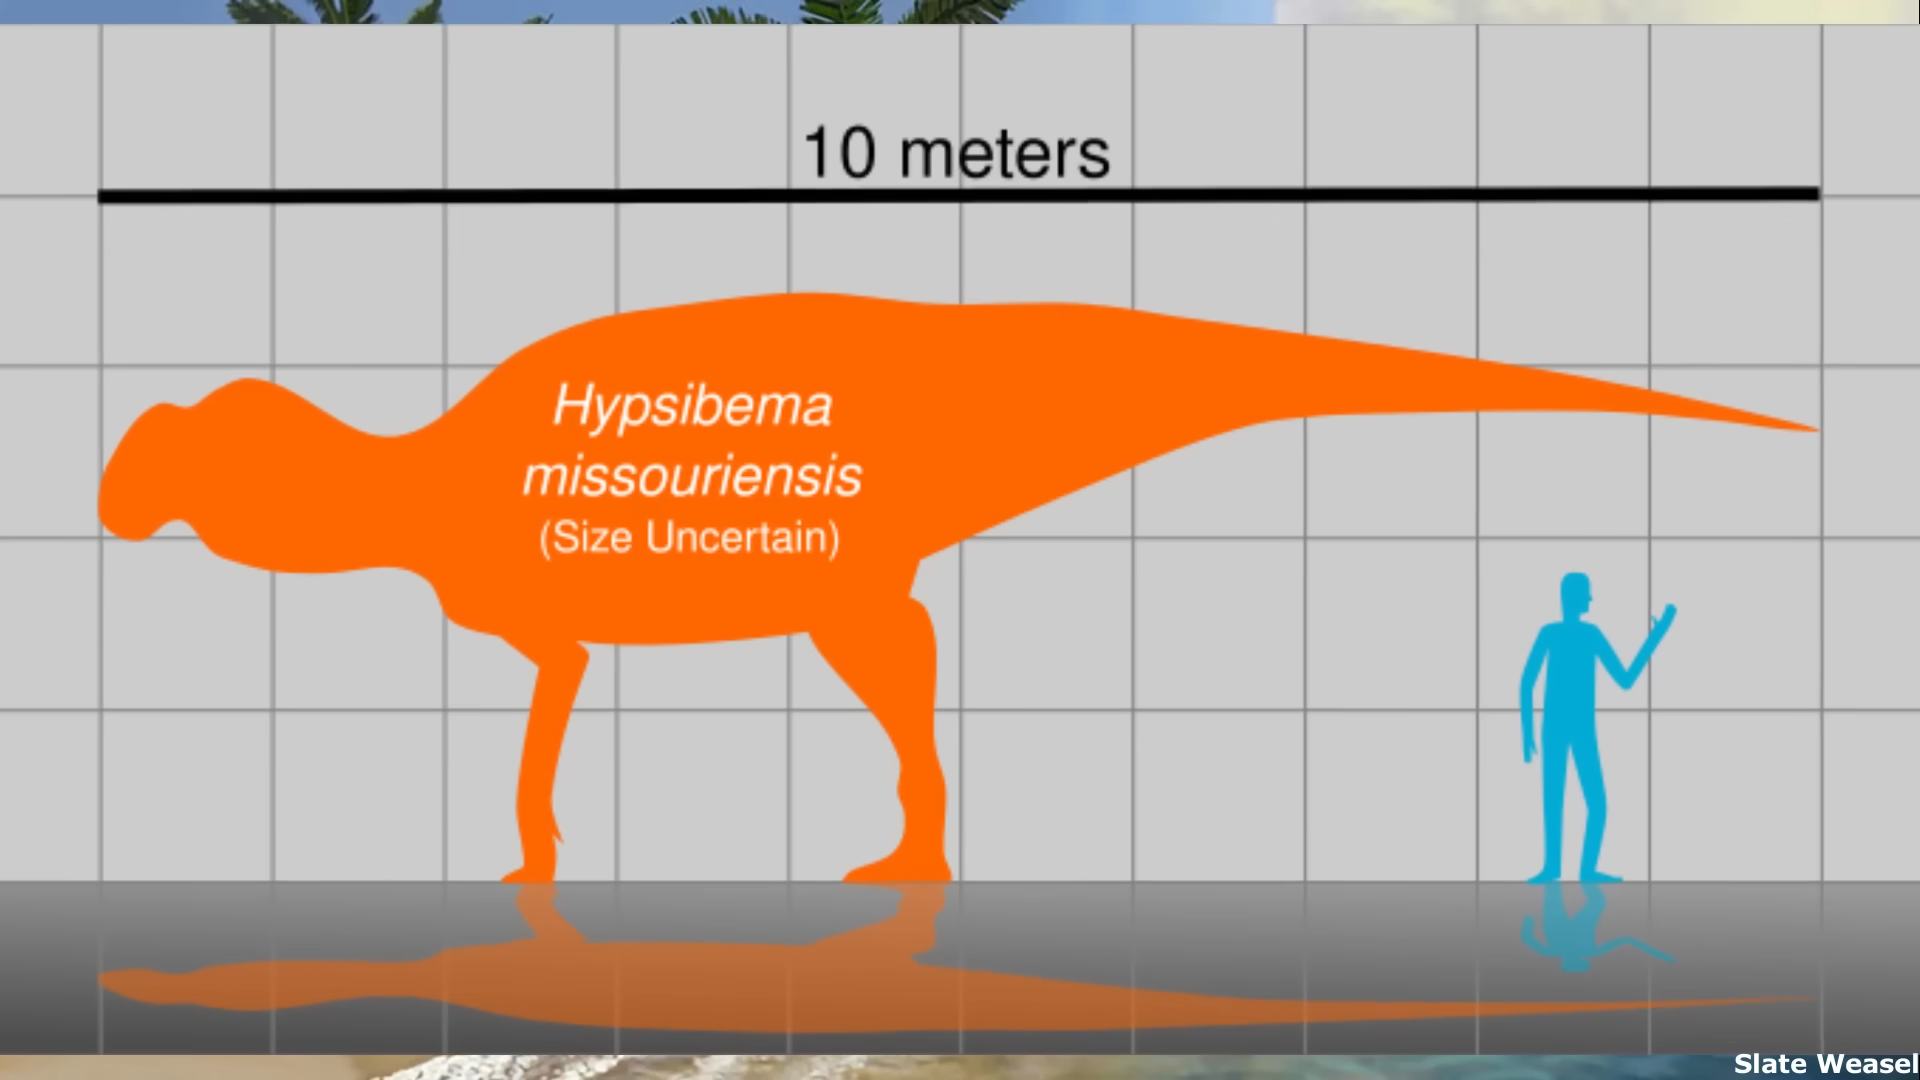 10 meters
Hypsibema
missouriensis
(Size Uncertain)
Slate Weasel